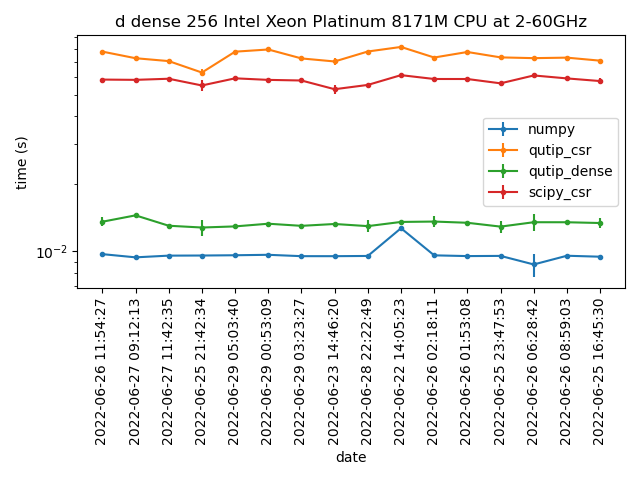 d dense 256 Intel Xeon Platinum 8171M CPU at 2-60GHz
time (s)
10−2
numpy
qutip_csr
qutip_dense
scipy_csr
2022-06-26 11:54:27
2022-06-27 09:12:13
2022-06-27 11:42:35
2022-06-25 21:42:34
2022-06-29 05:03:40
2022-06-29 00:53:09
2022-06-29 03:23:27
2022-06-23 14:46:20
2022-06-28 22:22:49
2022-06-22 14:05:23
2022-06-26 02:18:11
2022-06-26 01:53:08
2022-06-25 23:47:53
2022-06-26 06:28:42
2022-06-26 08:59:03
2022-06-25 16:45:30
date